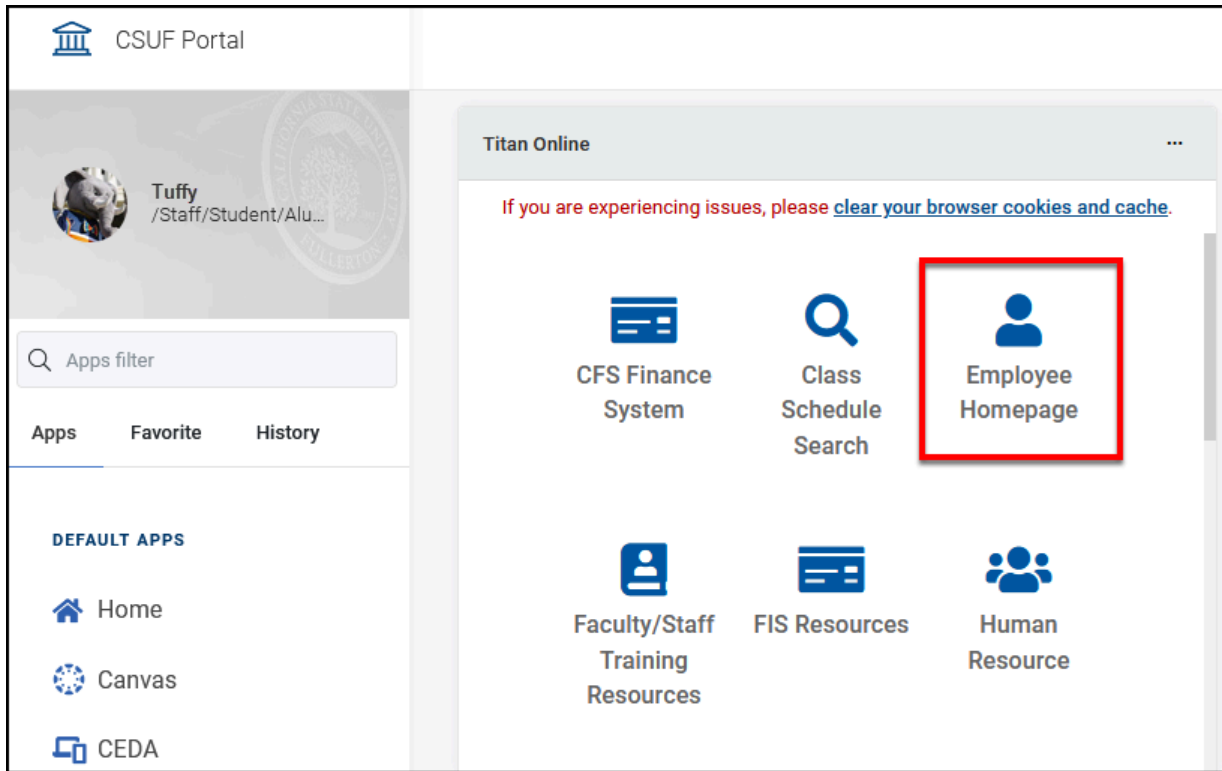 CSUF Portal
Tuffy
/Staff/Student/Alu...
Apps filter
Apps Favorite History
DEFAULT APPS
Home
Canvas
CEDA
Titan Online ...
If you are experiencing issues, please clear your browser cookies and cache.
CFS Finance
System
Class
Schedule
Search
Employee
Homepage
Faculty/Staff
Training
Resources
FIS Resources
Human
Resource